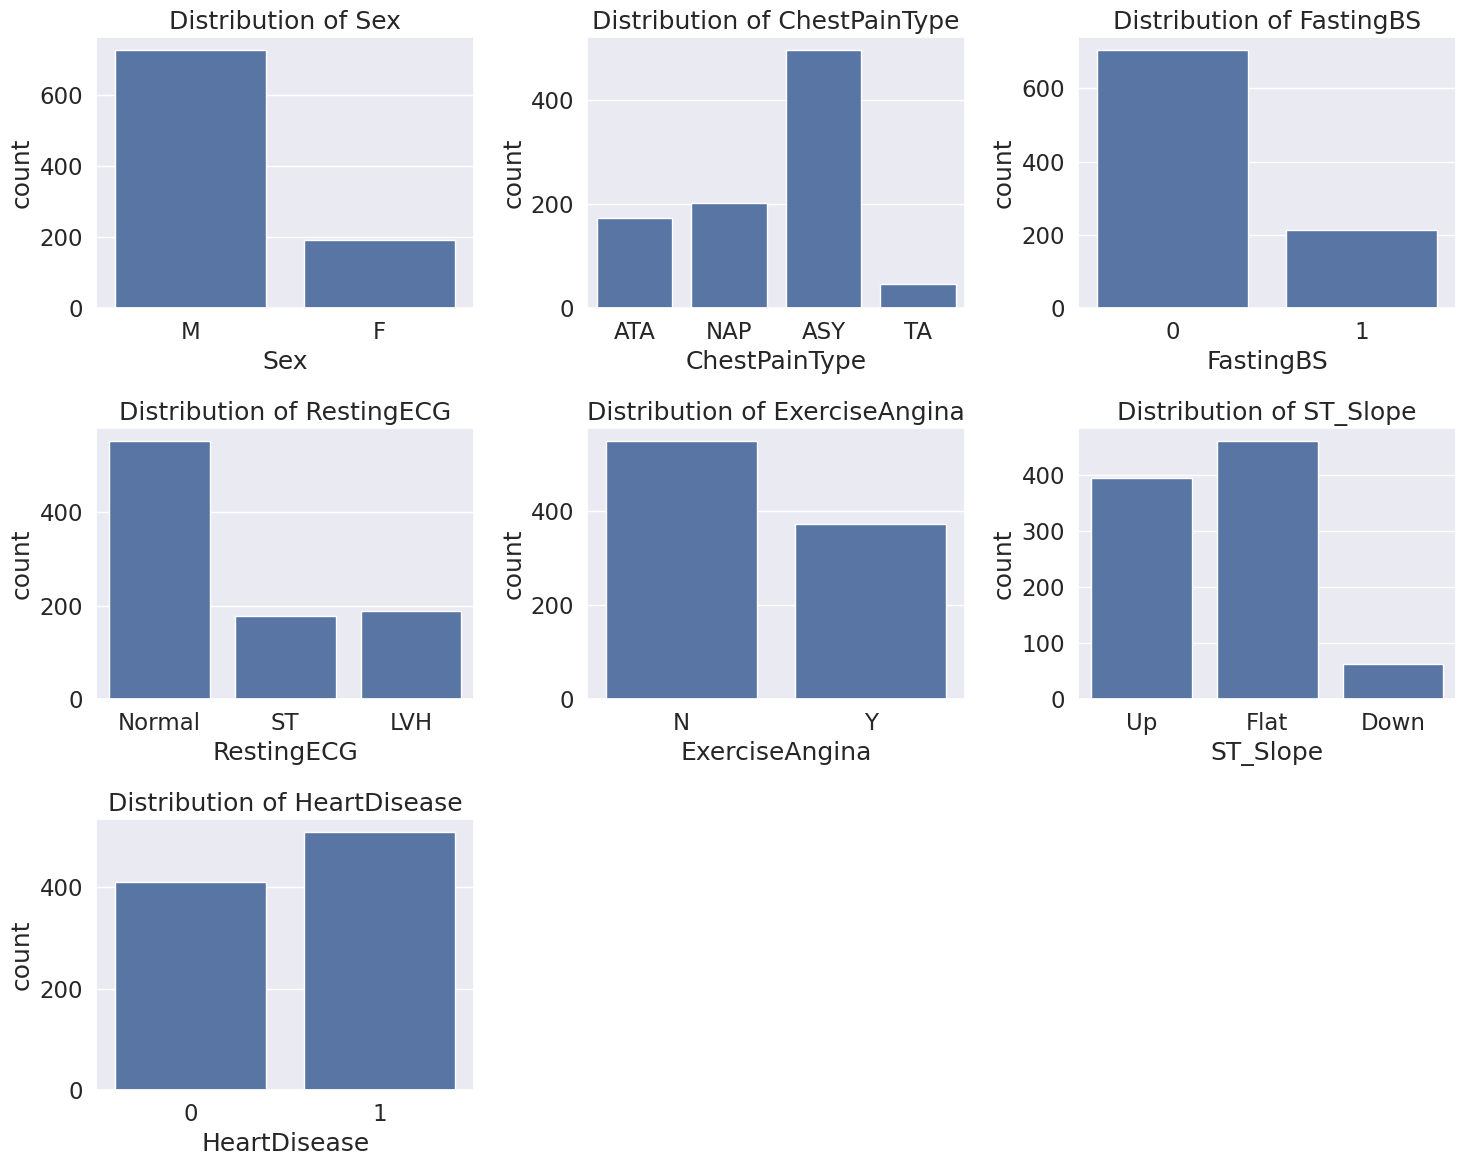 Distribution of Sex
count
600
400
200
0
M F
Sex
Distribution of ChestPainType
count
400
200
0
ATA NAP ASY TA
ChestPainType
Distribution of FastingBS
count
600
400
200
0
0 1
FastingBS
Distribution of RestingECG
count
400
200
0
Normal ST LVH
RestingECG
Distribution of ExerciseAngina
count
400
200
0
N Y
ExerciseAngina
Distribution of ST_Slope
count
400
300
200
100
0
Up Flat Down
ST_Slope
Distribution of HeartDisease
count
400
200
0
0 1
HeartDisease